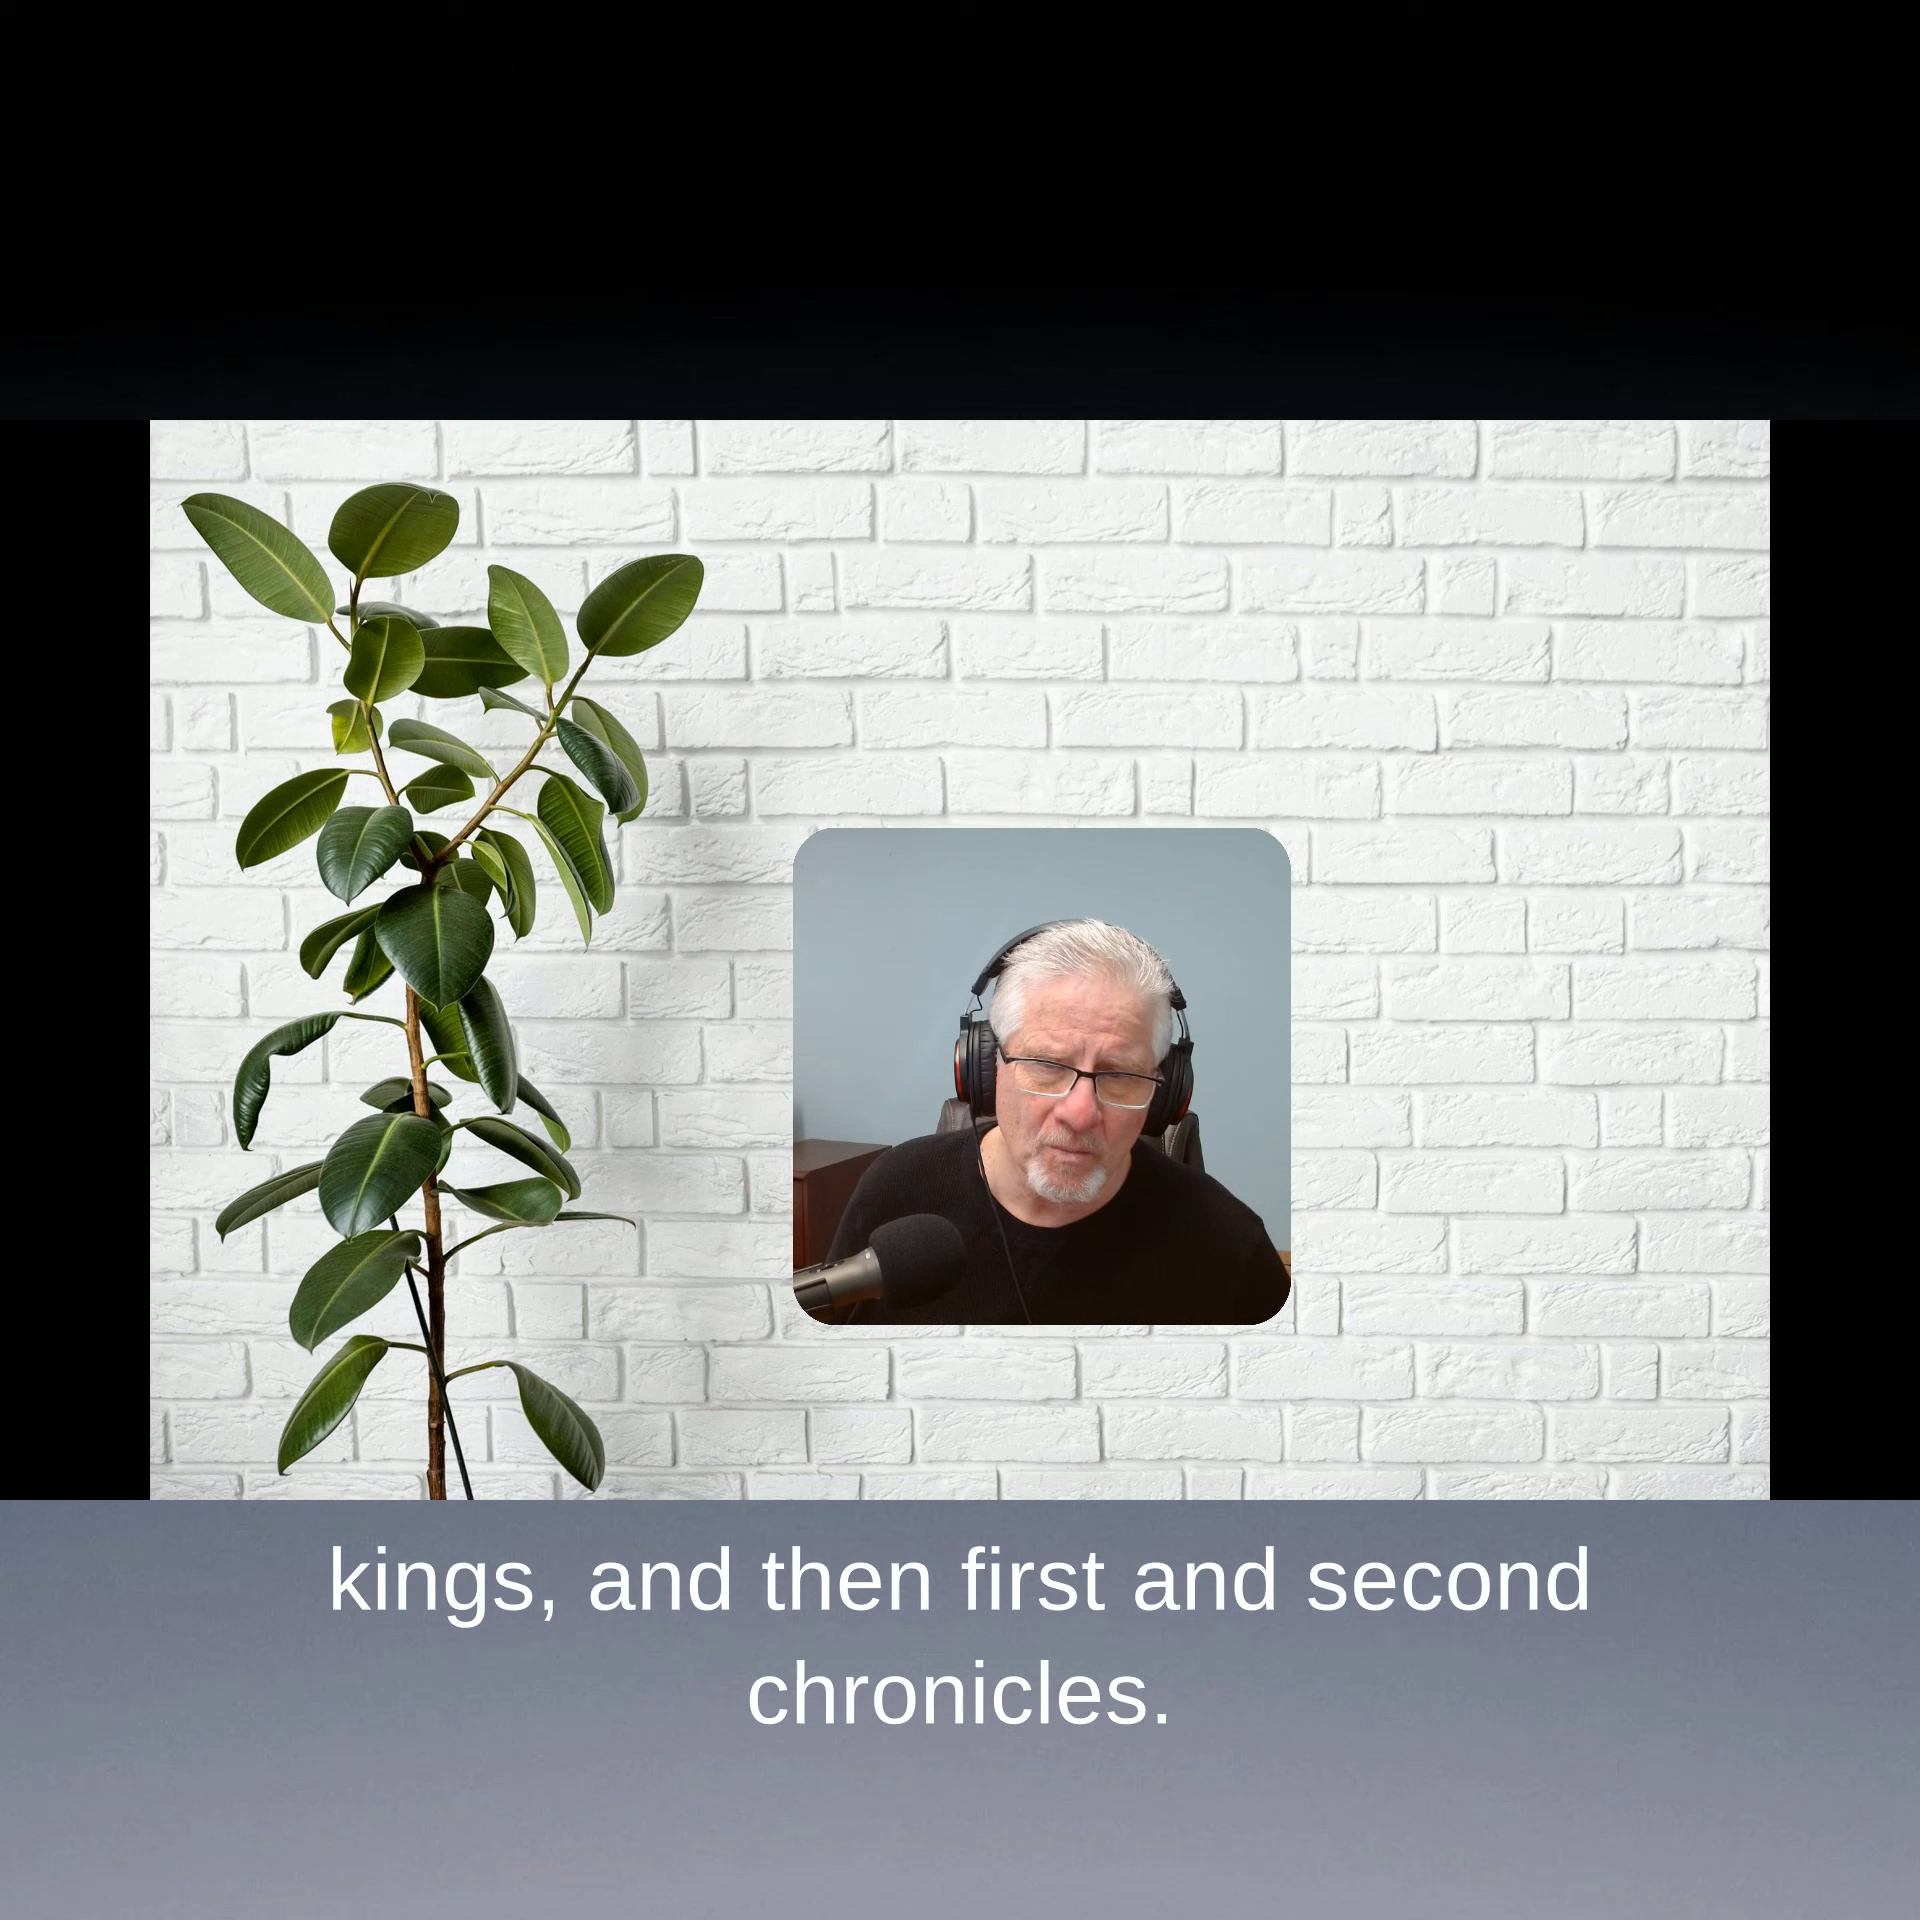 kings, and then first and second
chronicles.